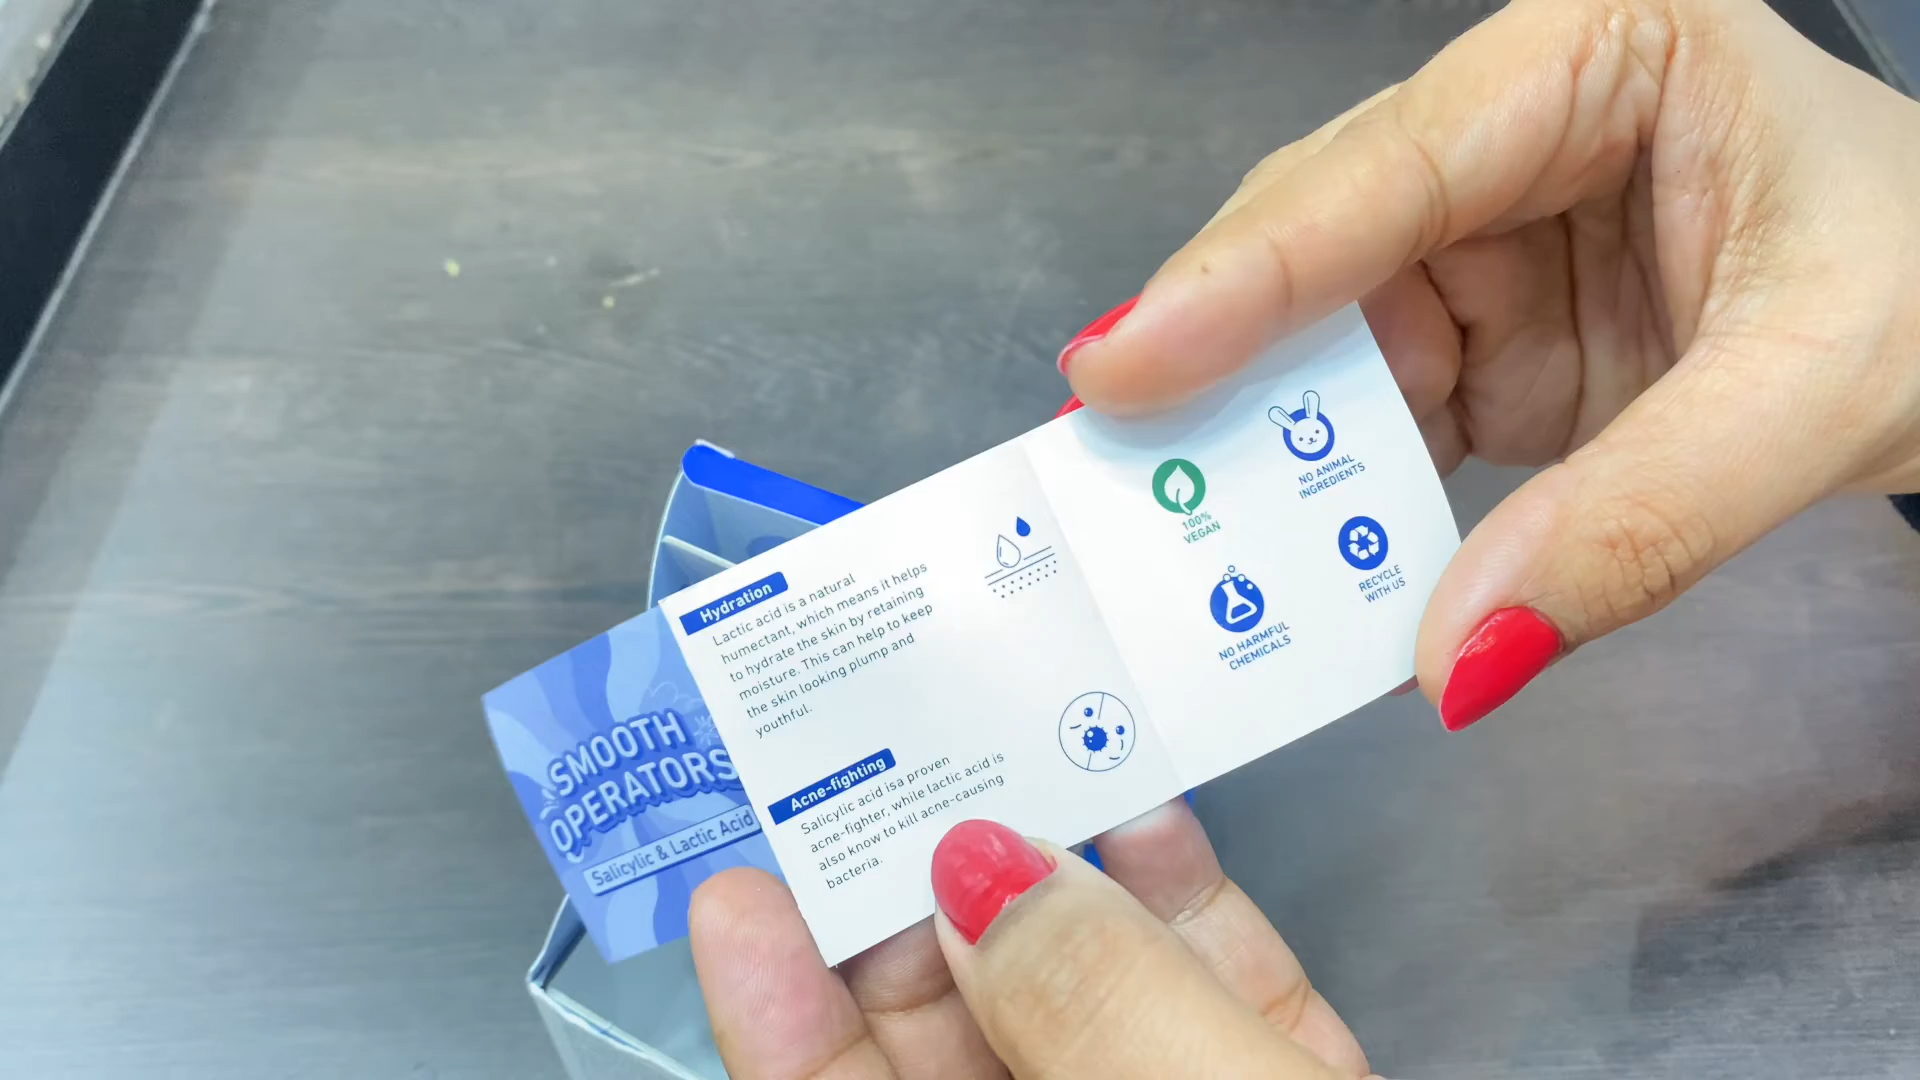 SMOOTH
OPERATORS
Salicylic & Lactic Acid
Hydration
Lactic acid is a natural
humectant, which means it helps
to hydrate the skin by retaining
moisture. This can help to keep
the skin looking plump and
youthful.
Acne-fighting
Salicylic acid isa proven
acne-fighter, while lactic acid is
also know to kill acne-causing
bacteria.
100%
VEGAN
NO ANIMAL
INGREDIENTS
NO HARMFUL
CHEMICALS
RECYCLE
WITH US